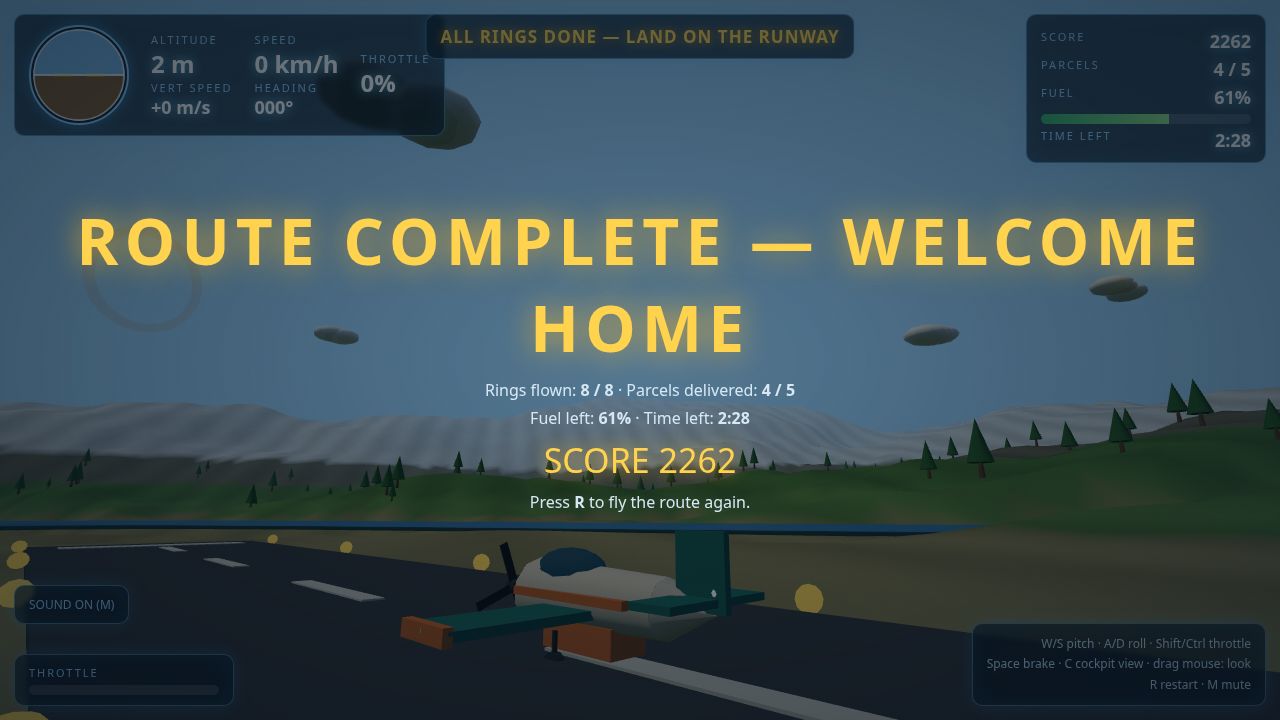 ALTITUDE
2 m
SPEED
0 km/h
THROTTLE
0%
VERT SPEED
+0 m/s
HEADING
000°
ALL RINGS DONE — LAND ON THE RUNWAY
SCORE 2262
PARCELS 4 / 5
FUEL 61%
TIME LEFT 2:28
ROUTE COMPLETE — WELCOME
HOME
Rings flown: 8 / 8 · Parcels delivered: 4 / 5
Fuel left: 61% · Time left: 2:28
SCORE 2262
Press R to fly the route again.
SOUND ON (M)
THROTTLE
W/S pitch · A/D roll · Shift/Ctrl throttle
Space brake · C cockpit view · drag mouse: look
R restart · M mute